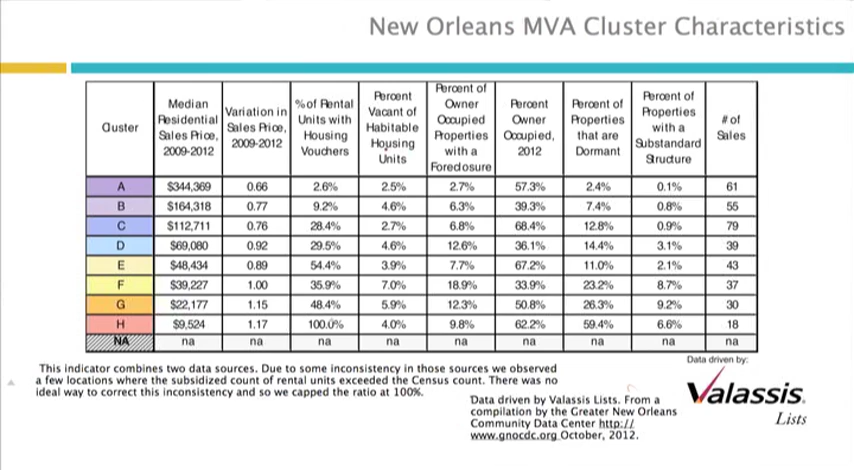 New Orleans MVA Cluster Characteristics
Cluster Median Residential Sales Price, 2009-2012 Variation in Sales Price, 2009-2012 % of Rental Units with Housing Vouchers Percent Vacant of Habitable Housing Units Percent of Owner Occupied Properties with a Foreclosure Percent Owner Occupied, 2012 Percent of Properties that are Dormant Percent of Properties with a Substandard Structure # of Sales
A $344,369 0.66 2.6% 2.5% 2.7% 57.3% 2.4% 0.1% 61
B $164,318 0.77 9.2% 4.6% 6.3% 39.3% 7.4% 0.8% 55
C $112,711 0.76 28.4% 2.7% 6.8% 68.4% 12.8% 0.9% 79
D $69,080 0.92 29.5% 4.6% 12.6% 36.1% 14.4% 3.1% 39
E $48,434 0.89 54.4% 3.9% 7.7% 67.2% 11.0% 2.1% 43
F $39,227 1.00 35.9% 7.0% 18.9% 33.9% 23.2% 8.7% 37
G $22,177 1.15 48.4% 5.9% 12.3% 50.8% 26.3% 9.2% 30
H $9,524 1.17 100.0% 4.0% 9.8% 62.2% 59.4% 6.6% 18
NA na na na na na na na na na
This indicator combines two data sources. Due to some inconsistency in those sources we observed
a few locations where the subsidized count of rental units exceeded the Census count. There was no
ideal way to correct this inconsistency and so we capped the ratio at 100%.
Data driven by:
Valassis.
Lists
Data driven by Valassis Lists. From a
compilation by the Greater New Orleans
Community Data Center http://
www.gnocdc.org October, 2012.